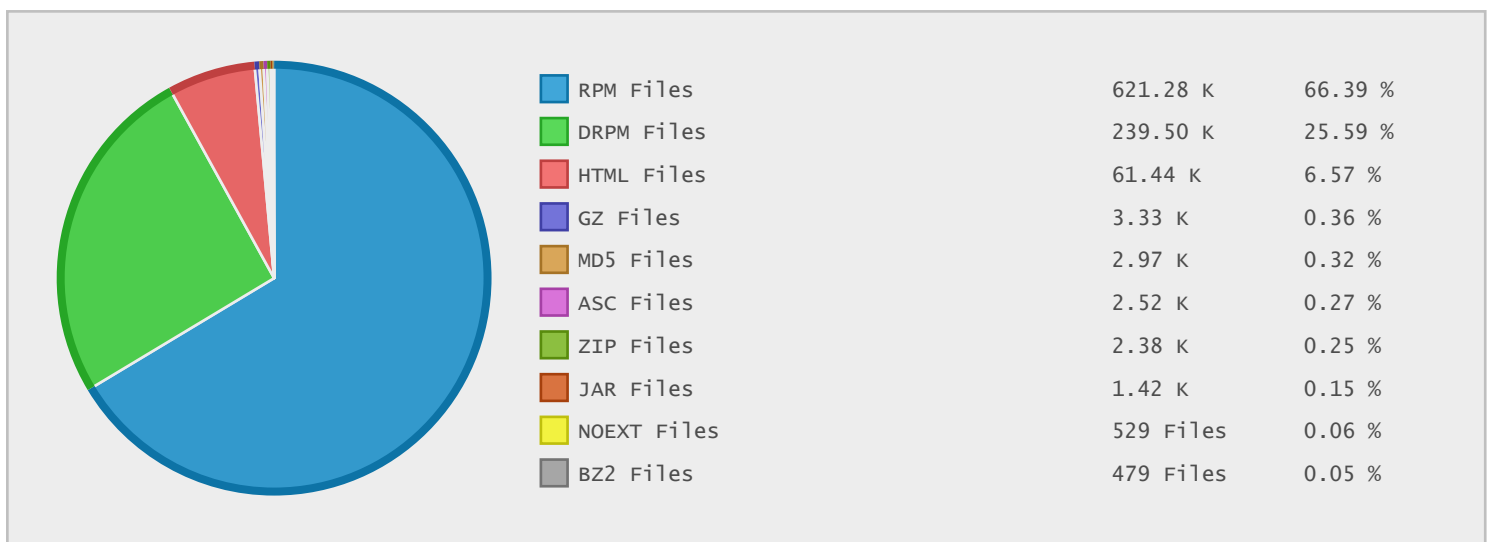 RPM Files 621.28 K 66.39 %
DRPM Files 239.50 K 25.59 %
HTML Files 61.44 K 6.57 %
GZ Files 3.33 K 0.36 %
MD5 Files 2.97 K 0.32 %
ASC Files 2.52 K 0.27 %
ZIP Files 2.38 K 0.25 %
JAR Files 1.42 K 0.15 %
NOEXT Files 529 Files 0.06 %
BZ2 Files 479 Files 0.05 %